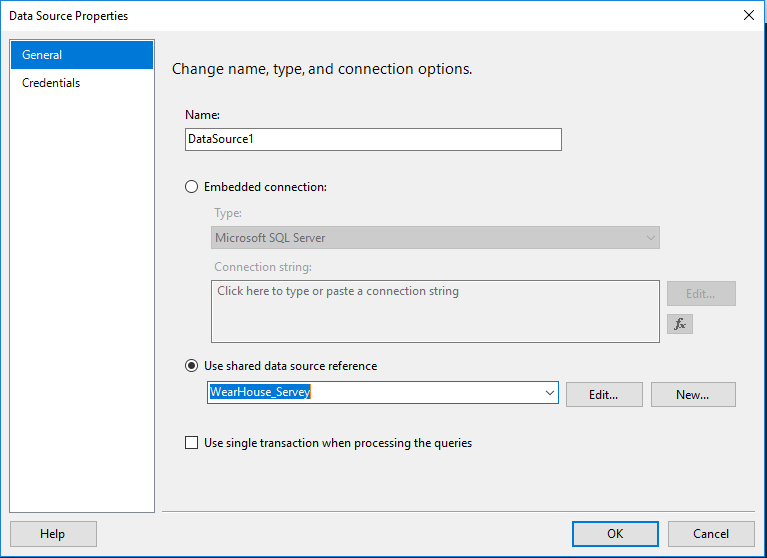 Data Source Properties
General
Credentials
Change name, type, and connection options.
Name:
DataSource1
Embedded connection:
Type:
Microsoft SQL Server
Connection string:
Click here to type or paste a connection string
Edit...
fx
Use shared data source reference
WearHouse_Servey
Edit...
New...
Use single transaction when processing the queries
Help
OK
Cancel